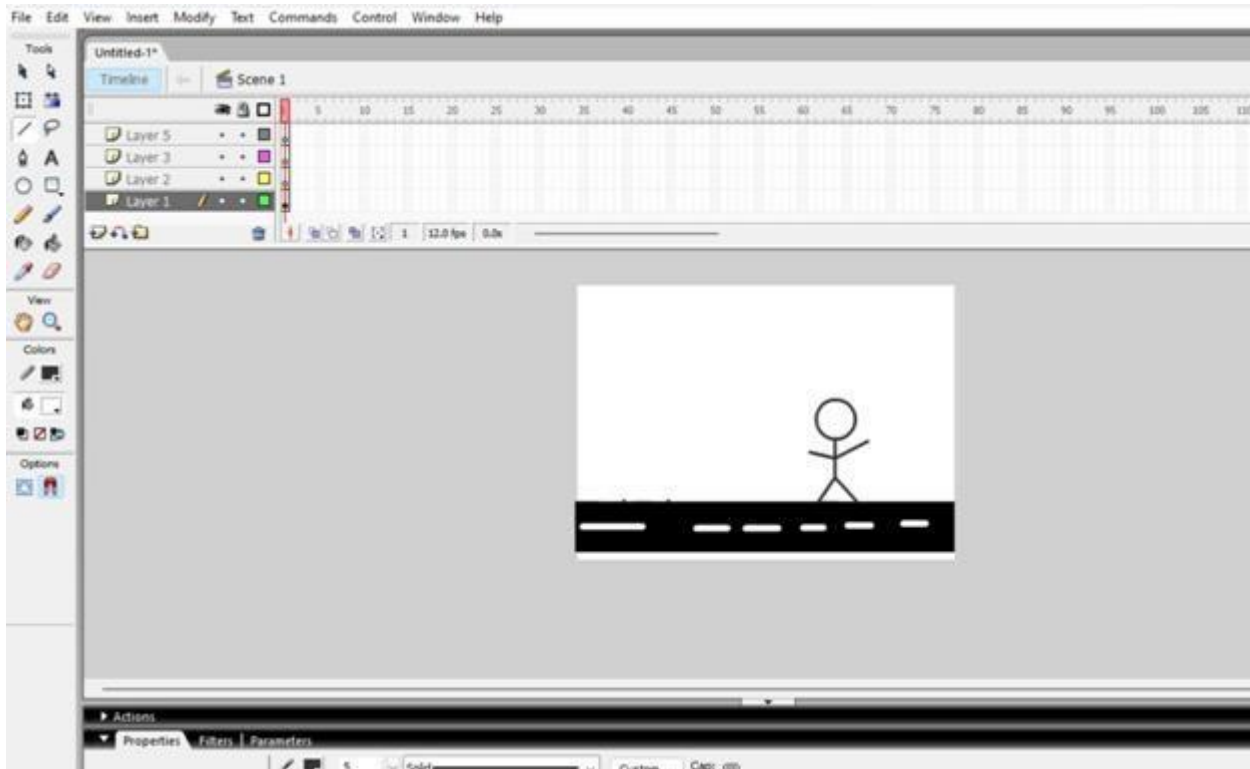 File Edit View Insert Modify Text Commands Control Window Help
Tools
Untitled-1*
Timeline Scene 1
5 10 15 20 25 30 35 40 45 50 55 60 65 70 75 80 85 90 95 100 105
Layer 5
Layer 3
Layer 2
Layer 1
1 12.0 fps 0.0s
View
Colors
Options
Actions
Properties Filters | Parameters
5 Solid Custom... Cap: